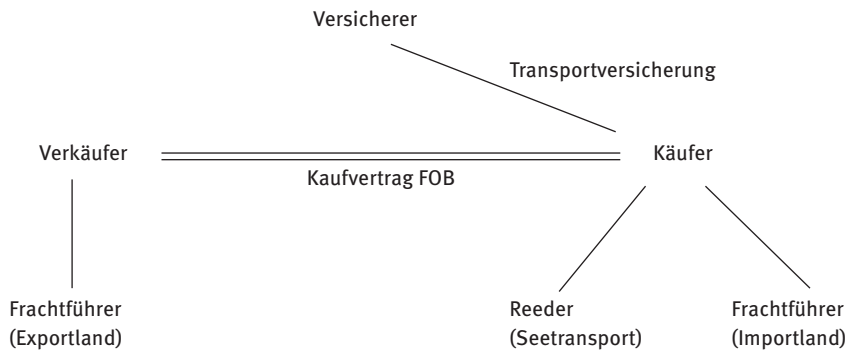 Versicherer
Transportversicherung
Verkäufer
Käufer
Kaufvertrag FOB
Frachtführer
(Exportland)
Reeder
(Seetransport)
Frachtführer
(Importland)